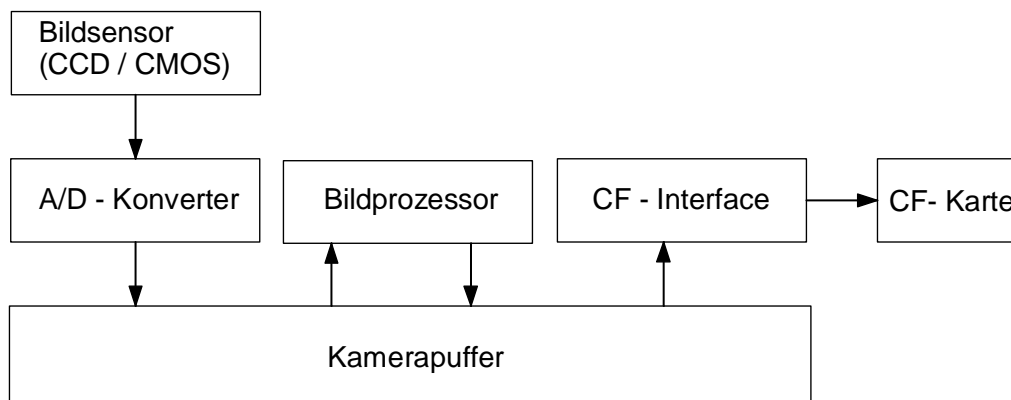 Bildsensor
(CCD / CMOS)
A/D - Konverter
Bildprozessor
CF - Interface
CF- Karte
Kamerapuffer